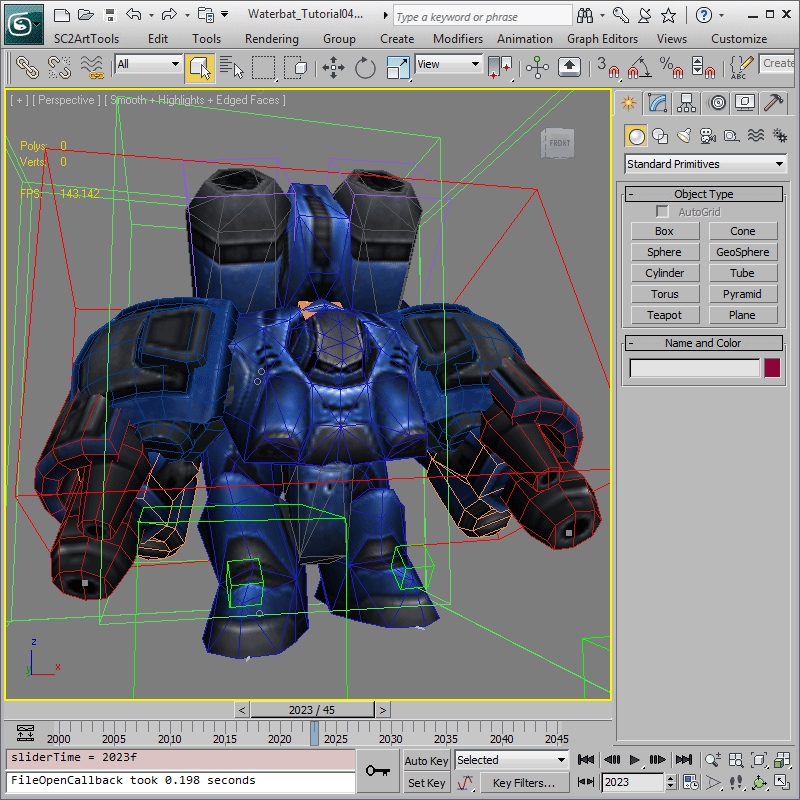 Waterbat_Tutorial04...
Type a keyword or phrase
SC2ArtTools Edit Tools Rendering Group Create Modifiers Animation Graph Editors Views Customize
All
View
3
%
ABC
Create
[ + ] [ Perspective ] [ Smooth + Highlights + Edged Faces ]
Polys: 0
Verts: 0
FPS: 143.142
FRONT
z
x
y
Standard Primitives
- Object Type
AutoGrid
Box Cone
Sphere GeoSphere
Cylinder Tube
Torus Pyramid
Teapot Plane
- Name and Color
< 2023 / 45 >
2000 2005 2010 2015 2020 2025 2030 2035 2040 2045
sliderTime = 2023f
FileOpenCallback took 0.198 seconds
Auto Key Selected
Set Key Key Filters...
2023